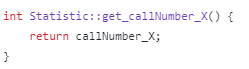 int Statistic::get_callNumber_X() {
    return callNumber_X;
}